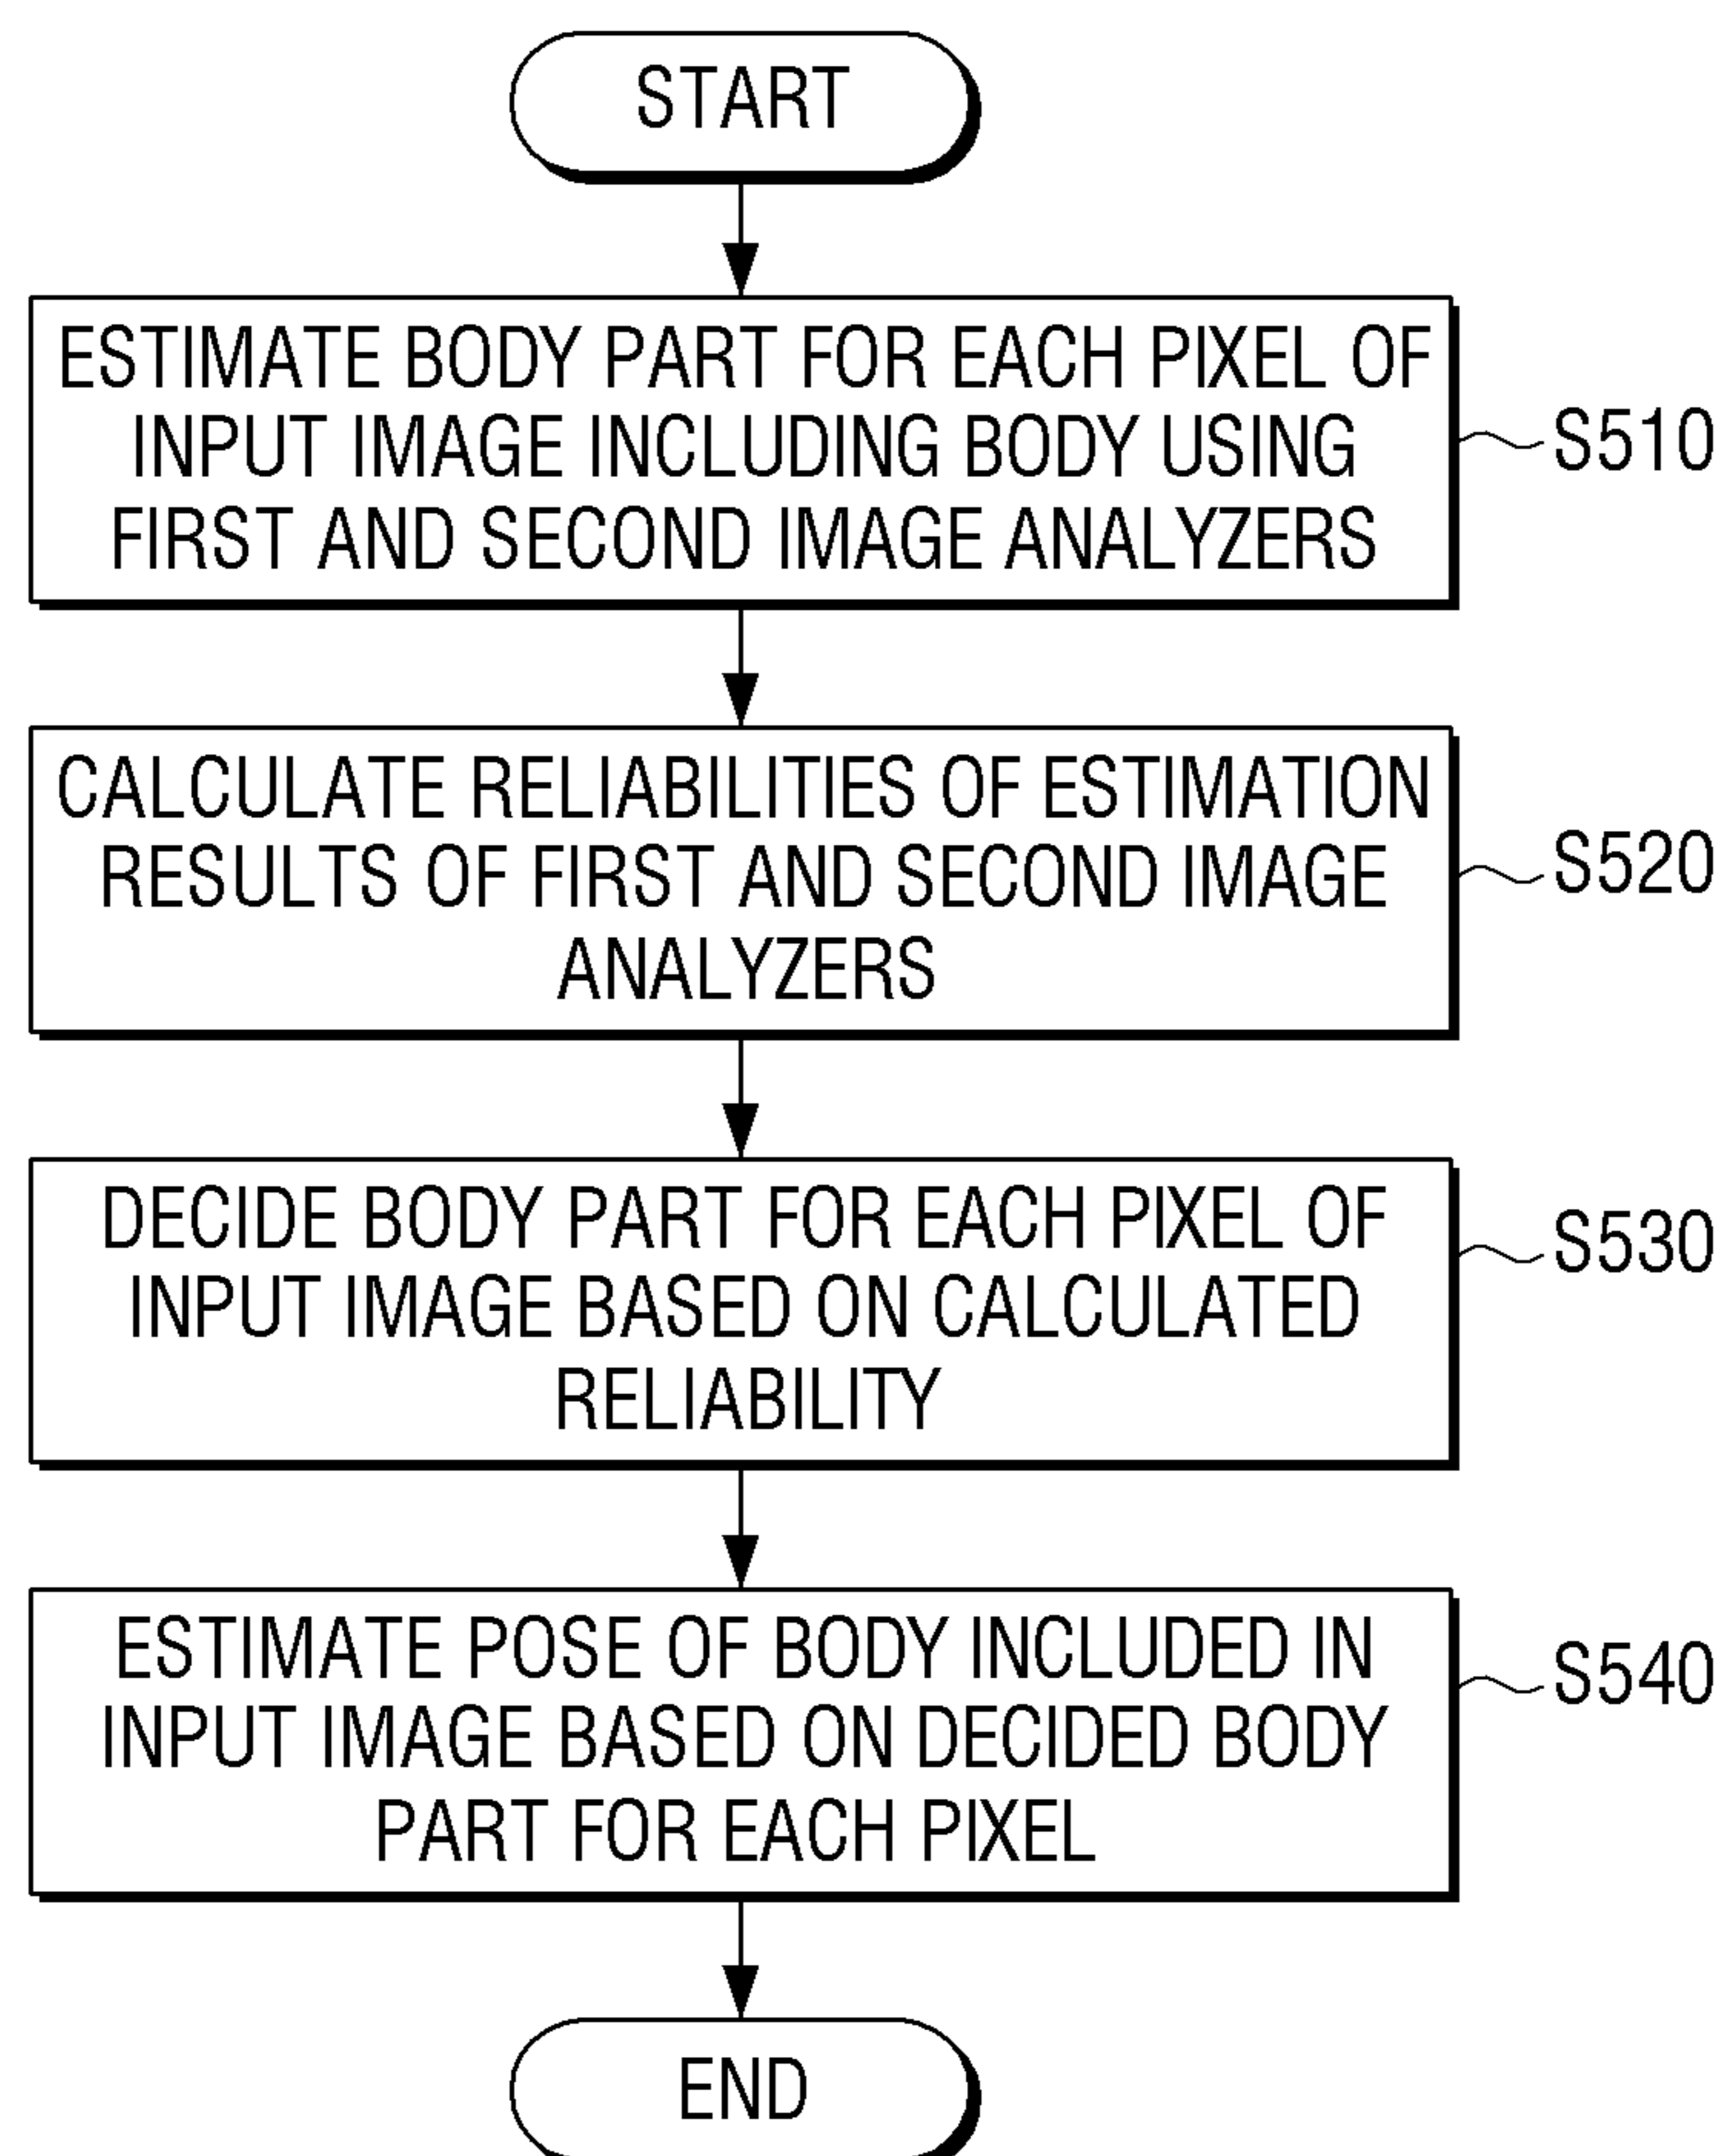 START
ESTIMATE BODY PART FOR EACH PIXEL OF
INPUT IMAGE INCLUDING BODY USING
FIRST AND SECOND IMAGE ANALYZERS
S510
CALCULATE RELIABILITIES OF ESTIMATION
RESULTS OF FIRST AND SECOND IMAGE
ANALYZERS
S520
DECIDE BODY PART FOR EACH PIXEL OF
INPUT IMAGE BASED ON CALCULATED
RELIABILITY
S530
ESTIMATE POSE OF BODY INCLUDED IN
INPUT IMAGE BASED ON DECIDED BODY
PART FOR EACH PIXEL
S540
END